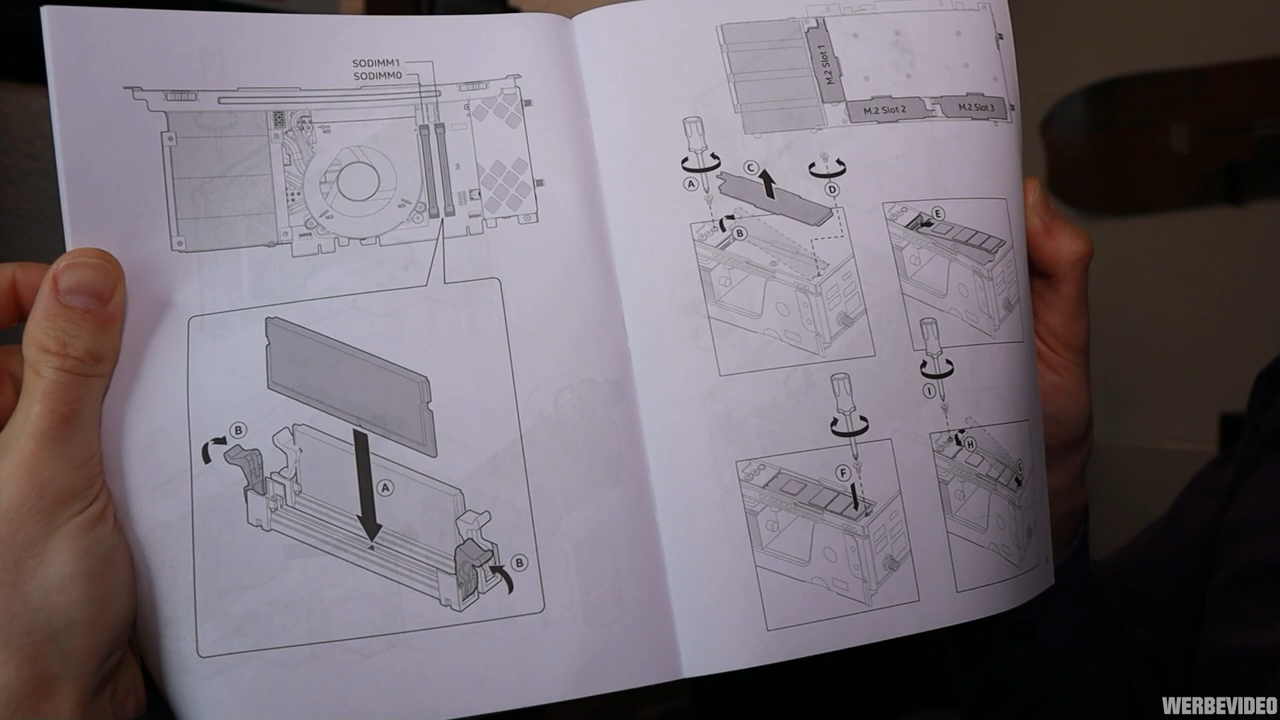 SODIMM1
SODIMM0
B
A
B
M.2 Slot 1
M.2 Slot 2
M.2 Slot 3
A
C
D
B
E
F
I
H
G
WERBEVIDEO